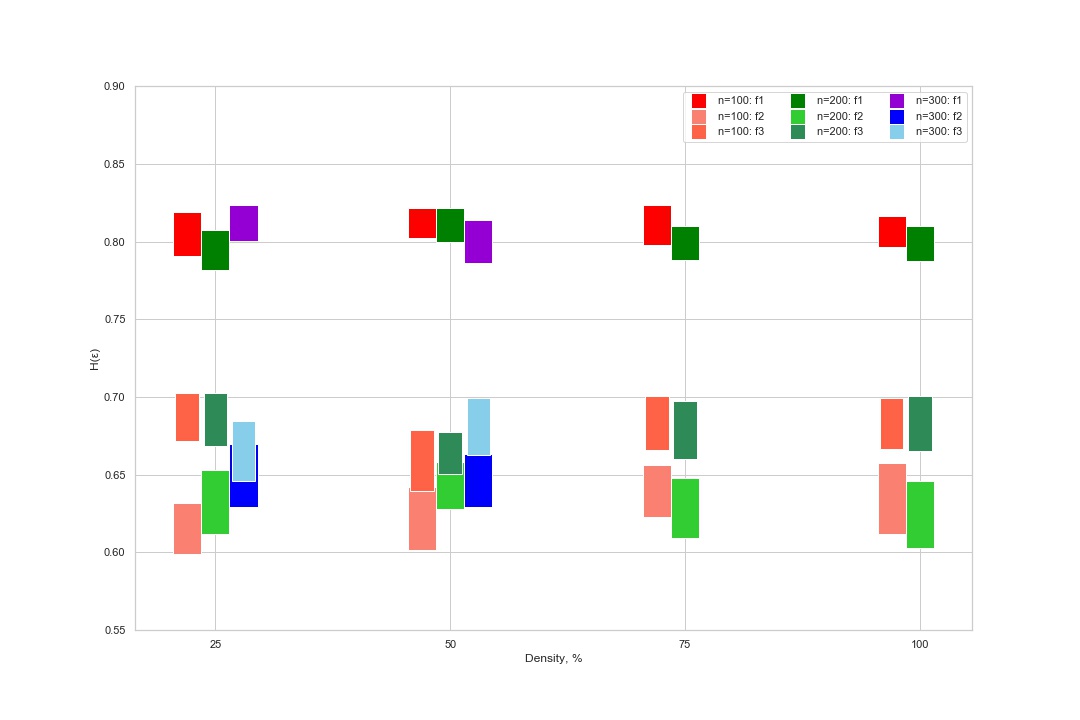 0.90
n=100: f1 n=200: f1 n=300: f1
n=100: f2 n=200: f2 n=300: f2
n=100: f3 n=200: f3 n=300: f3
0.85
0.80
0.75
H(ε)
0.70
0.65
0.60
0.55
25 50 75 100
Density, %